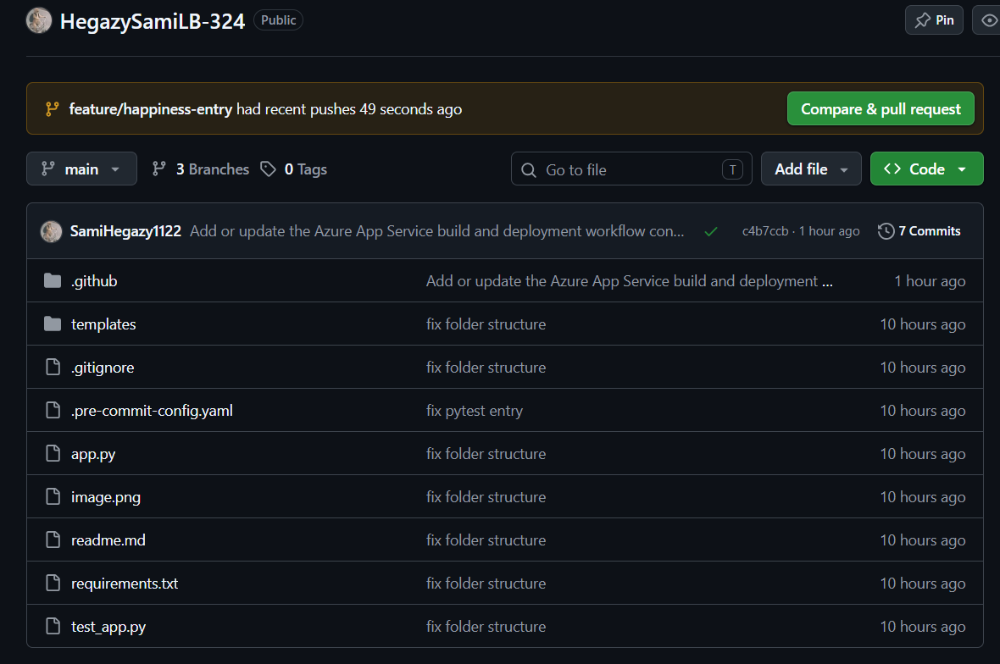 HegazySamiLB-324 Public Pin
feature/happiness-entry had recent pushes 49 seconds ago Compare & pull request
main 3 Branches 0 Tags Go to file T Add file Code
SamiHegazy1122 Add or update the Azure App Service build and deployment workflow con... c4b7ccb · 1 hour ago 7 Commits
.github Add or update the Azure App Service build and deployment ... 1 hour ago
templates fix folder structure 10 hours ago
.gitignore fix folder structure 10 hours ago
.pre-commit-config.yaml fix pytest entry 10 hours ago
app.py fix folder structure 10 hours ago
image.png fix folder structure 10 hours ago
readme.md fix folder structure 10 hours ago
requirements.txt fix folder structure 10 hours ago
test_app.py fix folder structure 10 hours ago